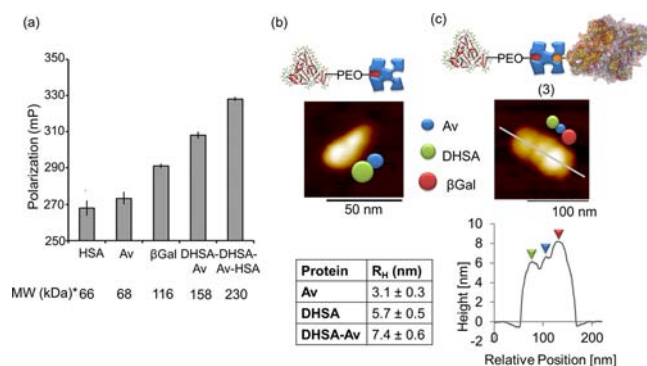 (a)
350
330
310
290
270
250
Polarization (mP)
HSA
Av
βGal
DHSA-
Av
DHSA-
Av-HSA
MW (kDa)* 66 68 116 158 230
(b)
PEO
50 nm
Av
DHSA
βGal
Protein RH (nm)
Av 3.1 ± 0.3
DHSA 5.7 ± 0.5
DHSA-Av 7.4 ± 0.6
(c)
PEO
(3)
100 nm
10
8
6
4
2
0
-2
Height [nm]
0 100 200
Relative Position [nm]